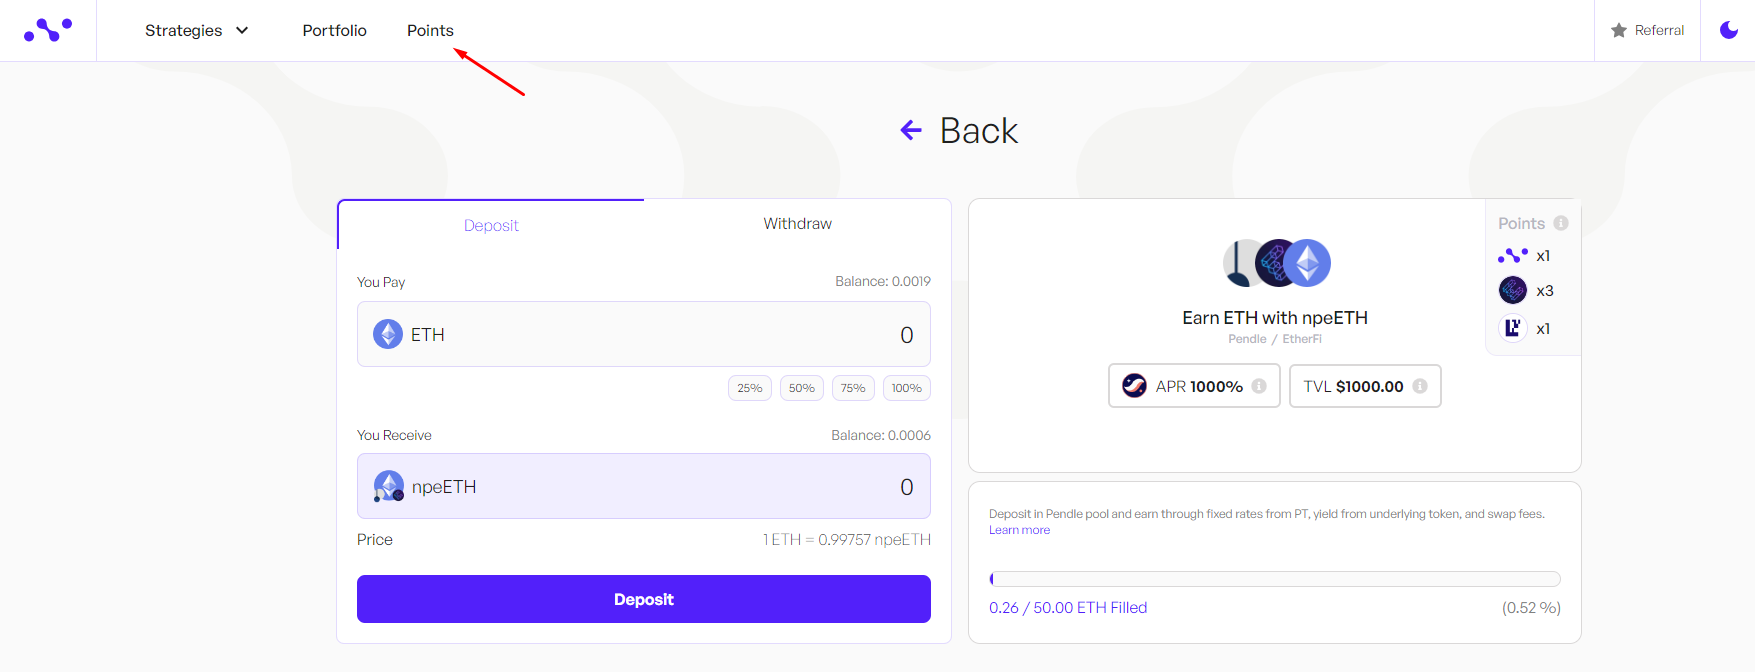 Strategies
Portfolio
Points
Referral
Back
Deposit
Withdraw
You Pay
Balance: 0.0019
ETH
0
25%
50%
75%
100%
You Receive
Balance: 0.0006
npeETH
0
Price
1 ETH = 0.99757 npeETH
Deposit
Points
x1
x3
x1
Earn ETH with npeETH
Pendle / EtherFi
APR 1000%
TVL $1000.00
Deposit in Pendle pool and earn through fixed rates from PT, yield from underlying token, and swap fees.
Learn more
0.26 / 50.00 ETH Filled
(0.52 %)